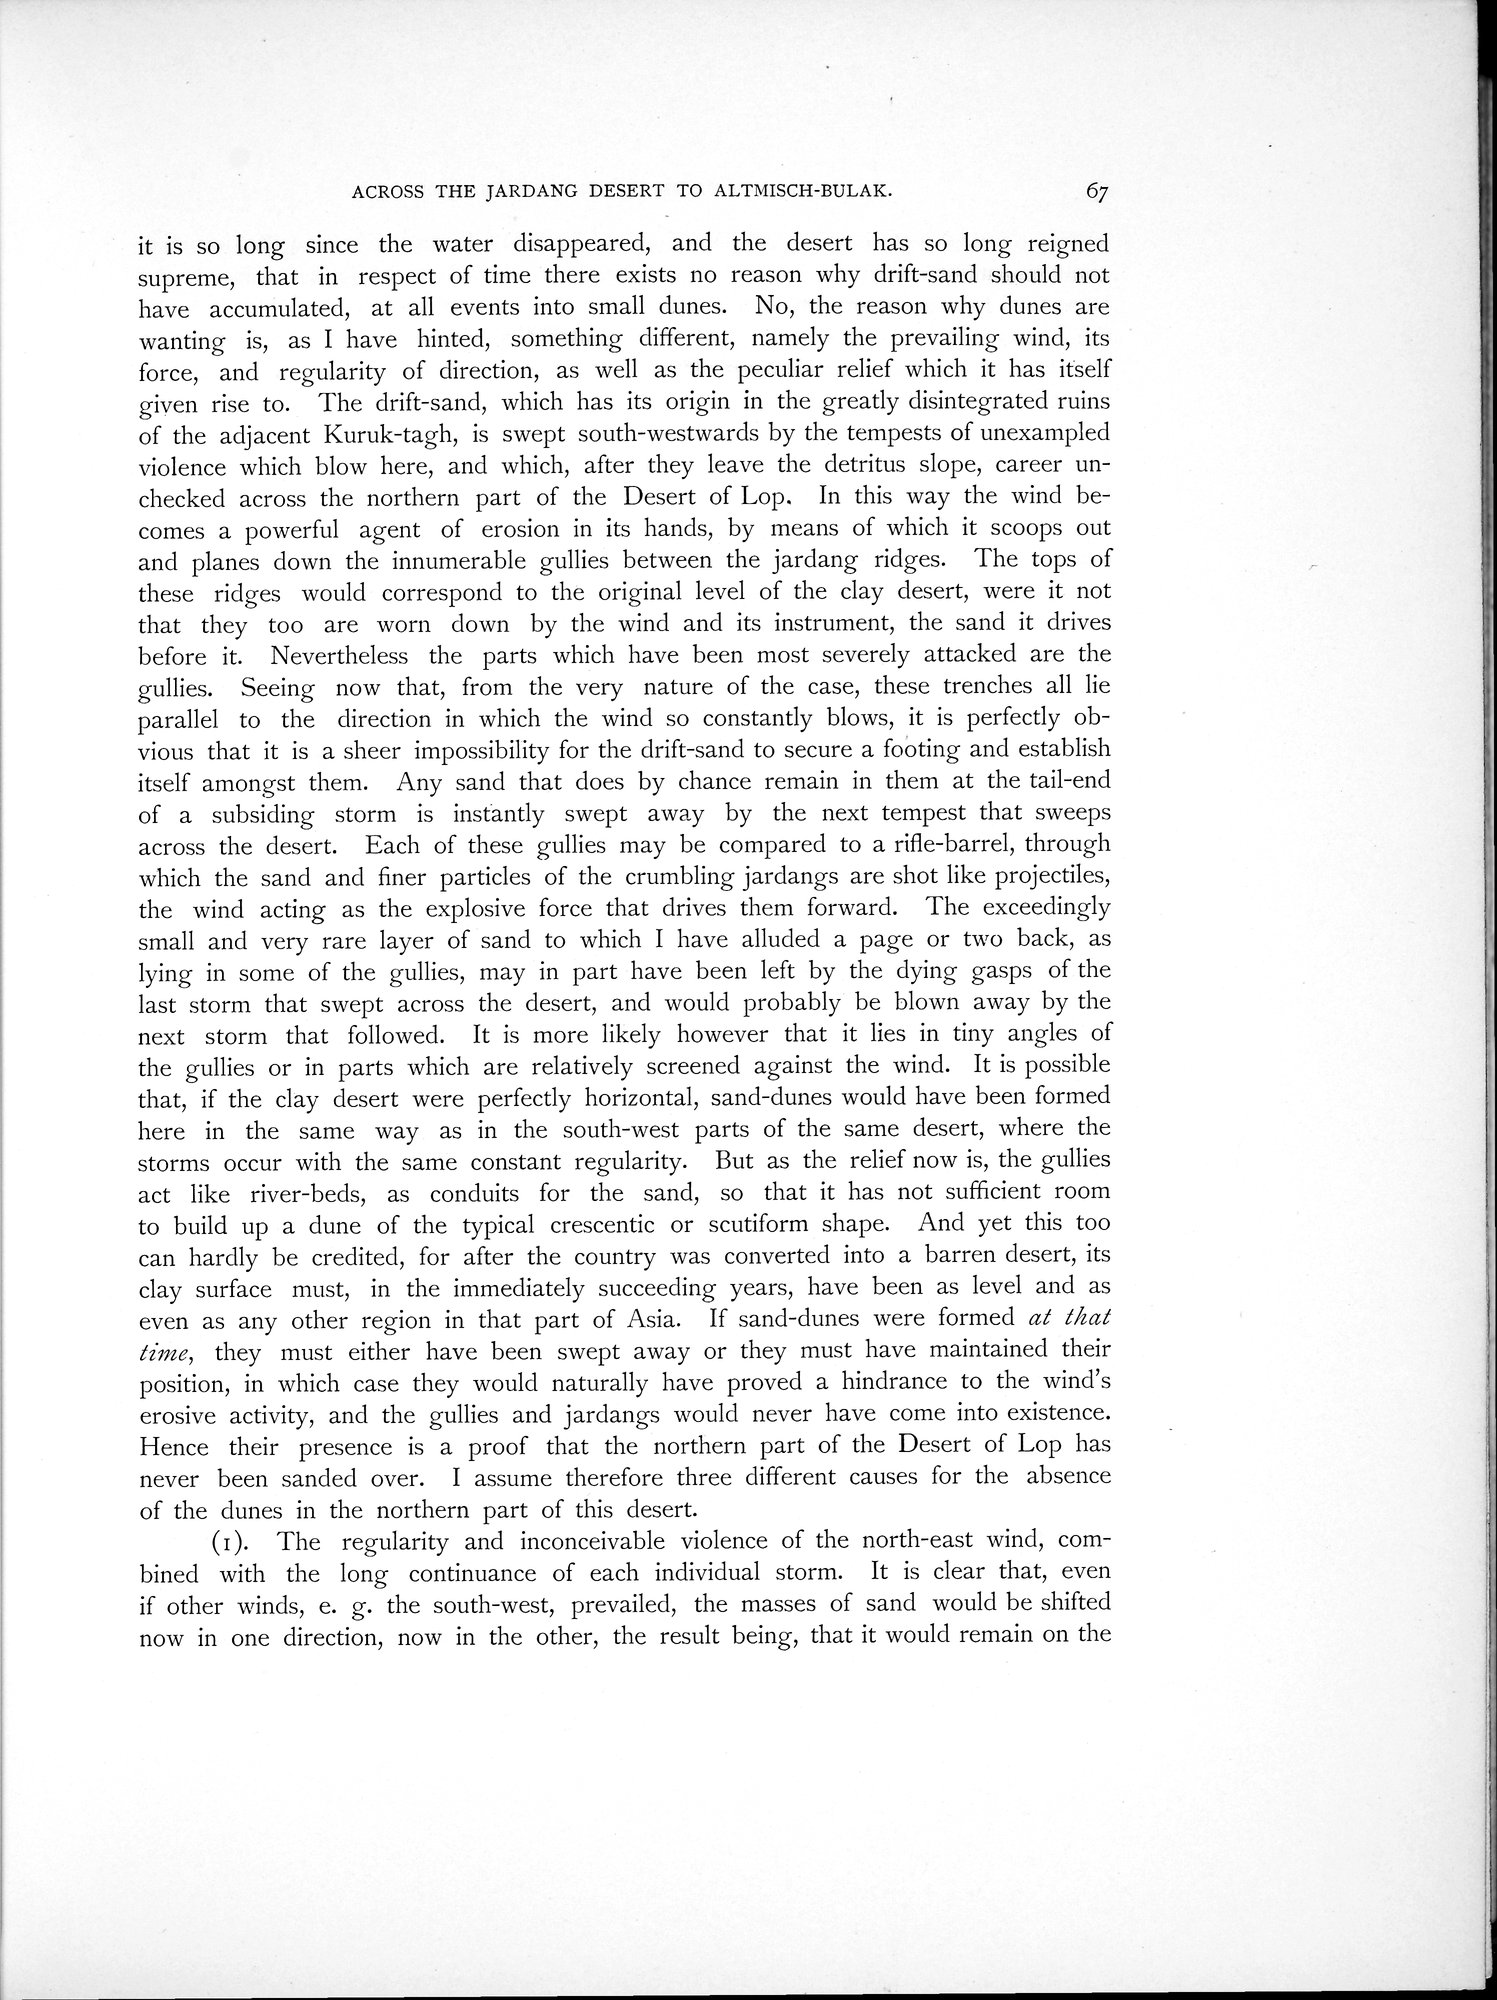 ACROSS THE JARDANG DESERT TO ALTMISCH-BULAK. 67
it is so long since the water disappeared, and the desert has so long reigned
supreme, that in respect of time there exists no reason why drift-sand should not
have accumulated, at all events into small dunes. No, the reason why dunes are
wanting is, as I have hinted, something different, namely the prevailing wind, its
force, and regularity of direction, as well as the peculiar relief which it has itself
given rise to. The drift-sand, which has its origin in the greatly disintegrated ruins
of the adjacent Kuruk-tagh, is swept south-westwards by the tempests of unexampled
violence which blow here, and which, after they leave the detritus slope, career un-
checked across the northern part of the Desert of Lop. In this way the wind be-
comes a powerful agent of erosion in its hands, by means of which it scoops out
and planes down the innumerable gullies between the jardang ridges. The tops of
these ridges would correspond to the original level of the clay desert, were it not
that they too are worn down by the wind and its instrument, the sand it drives
before it. Nevertheless the parts which have been most severely attacked are the
gullies. Seeing now that, from the very nature of the case, these trenches all lie
parallel to the direction in which the wind so constantly blows, it is perfectly ob-
vious that it is a sheer impossibility for the drift-sand to secure a footing and establish
itself amongst them. Any sand that does by chance remain in them at the tail-end
of a subsiding storm is instantly swept away by the next tempest that sweeps
across the desert. Each of these gullies may be compared to a rifle-barrel, through
which the sand and finer particles of the crumbling jardangs are shot like projectiles,
the wind acting as the explosive force that drives them forward. The exceedingly
small and very rare layer of sand to which I have alluded a page or two back, as
lying in some of the gullies, may in part have been left by the dying gasps of the
last storm that swept across the desert, and would probably be blown away by the
next storm that followed. It is more likely however that it lies in tiny angles of
the gullies or in parts which are relatively screened against the wind. It is possible
that, if the clay desert were perfectly horizontal, sand-dunes would have been formed
here in the same way as in the south-west parts of the same desert, where the
storms occur with the same constant regularity. But as the relief now is, the gullies
act like river-beds, as conduits for the sand, so that it has not sufficient room
to build up a dune of the typical crescentic or scutiform shape. And yet this too
can hardly be credited, for after the country was converted into a barren desert, its
clay surface must, in the immediately succeeding years, have been as level and as
even as any other region in that part of Asia. If sand-dunes were formed at that
time, they must either have been swept away or they must have maintained their
position, in which case they would naturally have proved a hindrance to the wind's
erosive activity, and the gullies and jardangs would never have come into existence.
Hence their presence is a proof that the northern part of the Desert of Lop has
never been sanded over. I assume therefore three different causes for the absence
of the dunes in the northern part of this desert.
(1). The regularity and inconceivable violence of the north-east wind, com-
bined with the long continuance of each individual storm. It is clear that, even
if other winds, e. g. the south-west, prevailed, the masses of sand would be shifted
now in one direction, now in the other, the result being, that it would remain on the